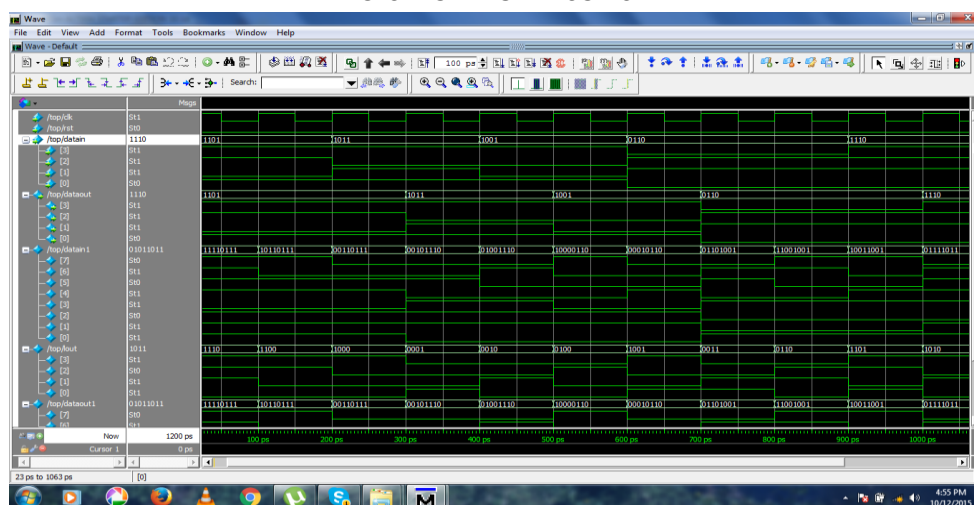 Wave
File Edit View Add Format Tools Bookmarks Window Help
Wave - Default
100 ps
Search:
Msgs
/top/clk St1
/top/rst St0
/top/datain 1110 1101 1011 1001 0110 1110
[3] St1
[2] St1
[1] St1
[0] St0
/top/dataout 1110 1101 1011 1001 0110 1110
[3] St1
[2] St1
[1] St1
[0] St0
/top/datain1 01011011 11110111 10110111 00110111 00101110 01001110 10000110 00010110 01101001 11001001 10011001 01111011
[7] St0
[6] St1
[5] St0
[4] St1
[3] St1
[2] St0
[1] St1
[0] St1
/top/lout 1011 1110 1100 1000 0001 0010 0100 1001 0011 0110 1101 1010
[3] St1
[2] St0
[1] St1
[0] St1
/top/dataout1 01011011 11110111 10110111 00110111 00101110 01001110 10000110 00010110 01101001 11001001 10011001 01111011
[7] St0
[6] St1
Now 1200 ps 100 ps 200 ps 300 ps 400 ps 500 ps 600 ps 700 ps 800 ps 900 ps 1000 ps
Cursor 1 0 ps
23 ps to 1063 ps [0]
4:55 PM
10/12/2015